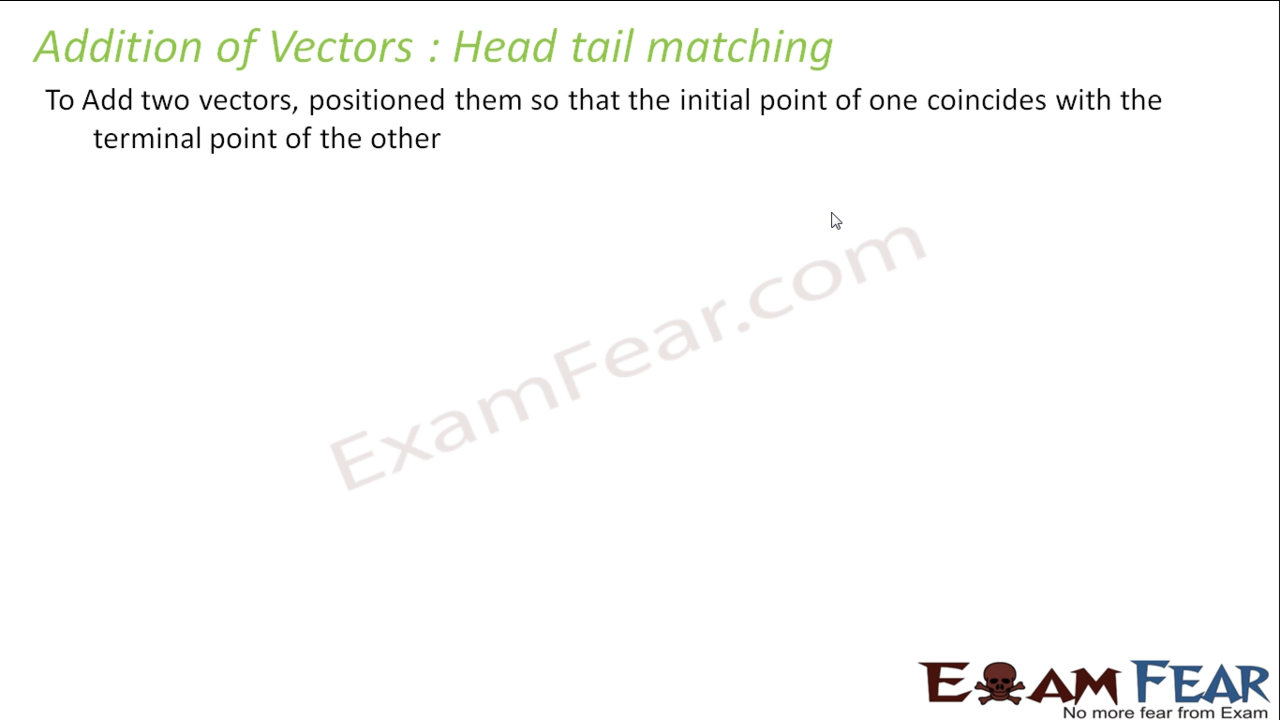 Addition of Vectors : Head tail matching
To Add two vectors, positioned them so that the initial point of one coincides with the
terminal point of the other
ExamFear.com
EXAM FEAR
No more fear from Exam